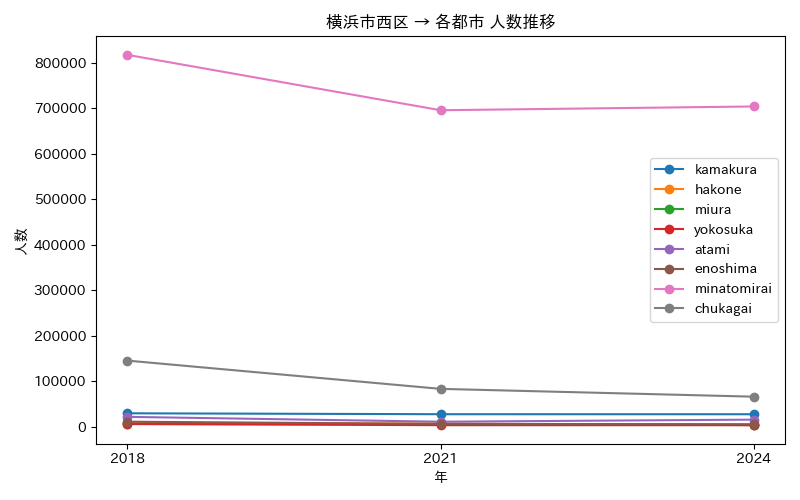 横浜市西区 → 各都市 人数推移
人数
800000
700000
600000
500000
400000
300000
200000
100000
0
kamakura
hakone
miura
yokosuka
atami
enoshima
minatomirai
chukagai
2018
2021
2024
年